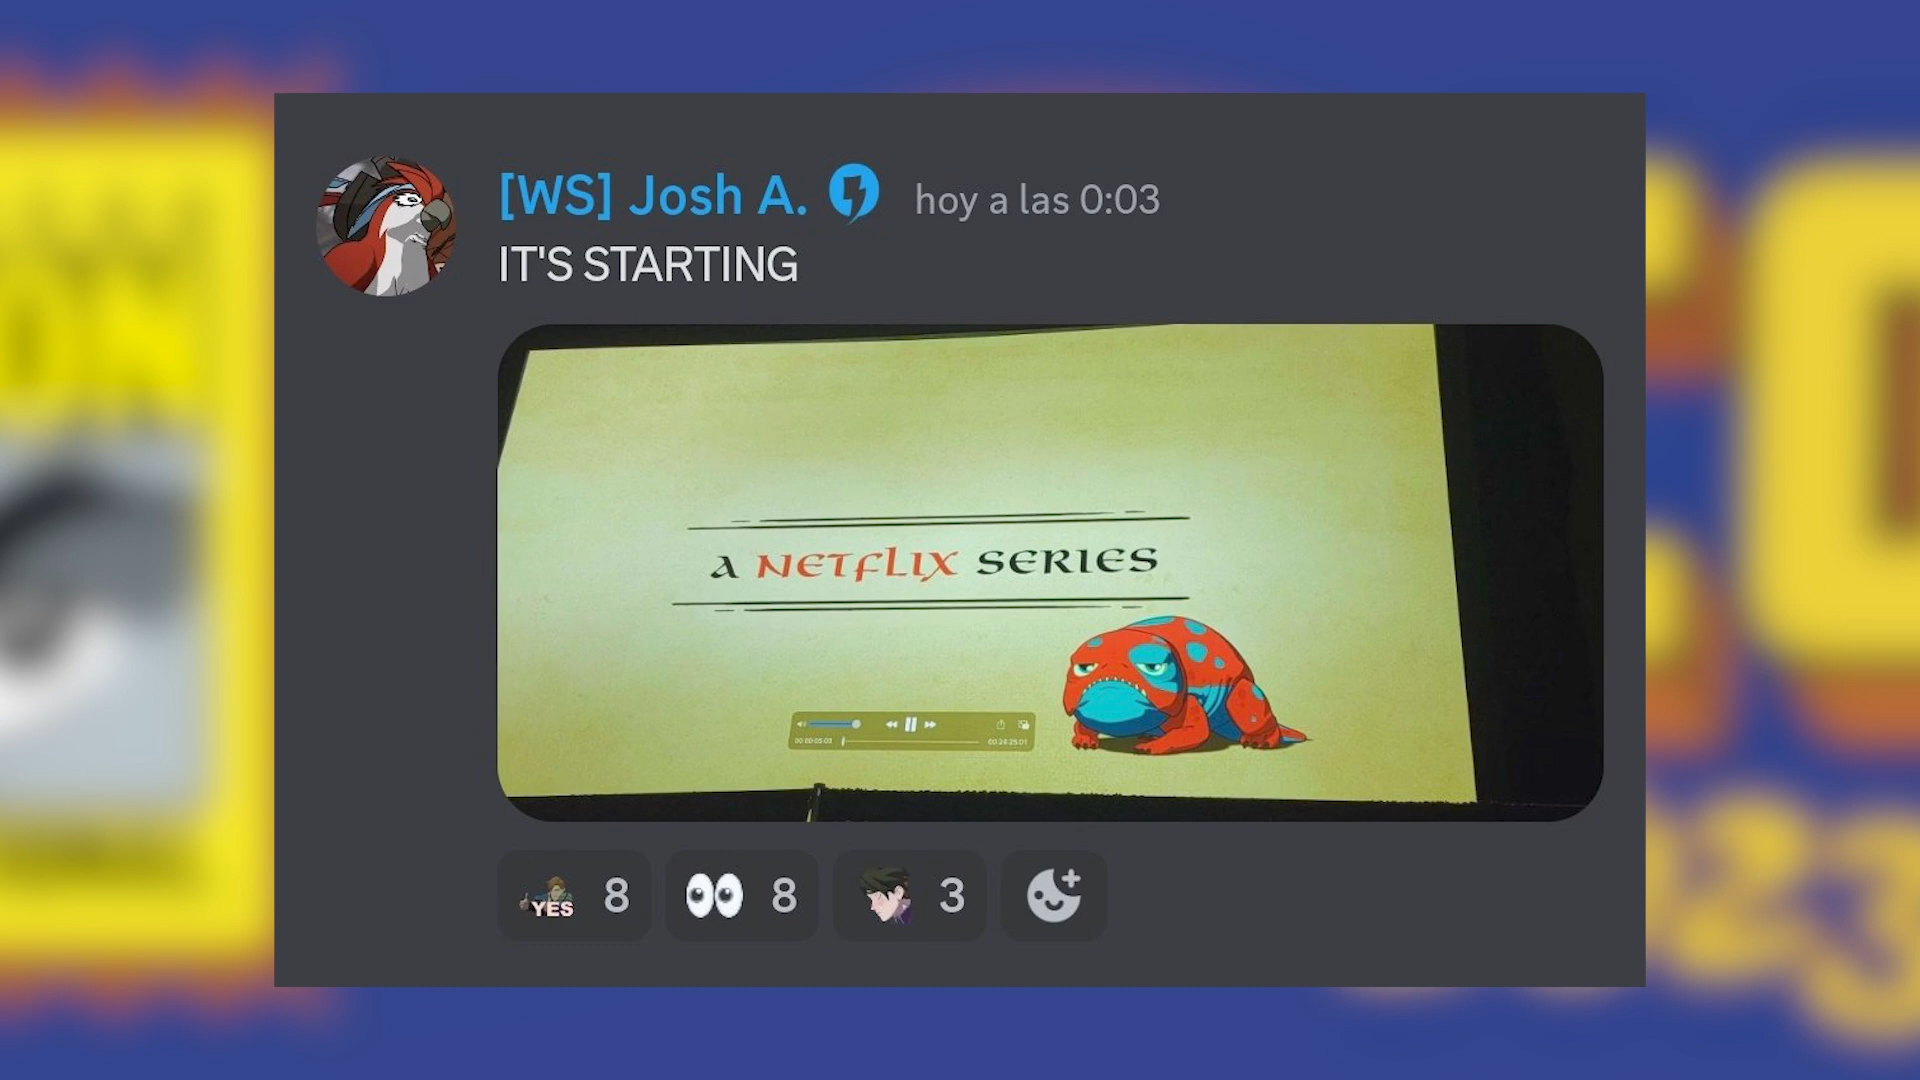 [WS] Josh A. hoy a las 0:03
IT'S STARTING
A NETFLIX SERIES
YES 8 8 3